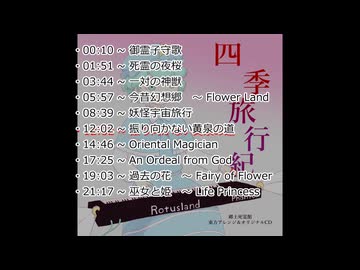 四季旅行紀
・00:10 ~ 御霊子守歌
・01:51 ~ 死霊の夜桜
・03:44 ~ 一対の神獣
・05:57 ~ 今昔幻想郷　～ Flower Land
・08:39 ~ 妖怪宇宙旅行
・12:02 ~ 振り向かない黄泉の道
・14:46 ~ Oriental Magician
・17:25 ~ An Ordeal from God
・19:03 ~ 過去の花　～ Fairy of Flower
・21:17 ~ 巫女と姫　～ Life Princess
Rotusland
東方アレンジ&オリジナルCD